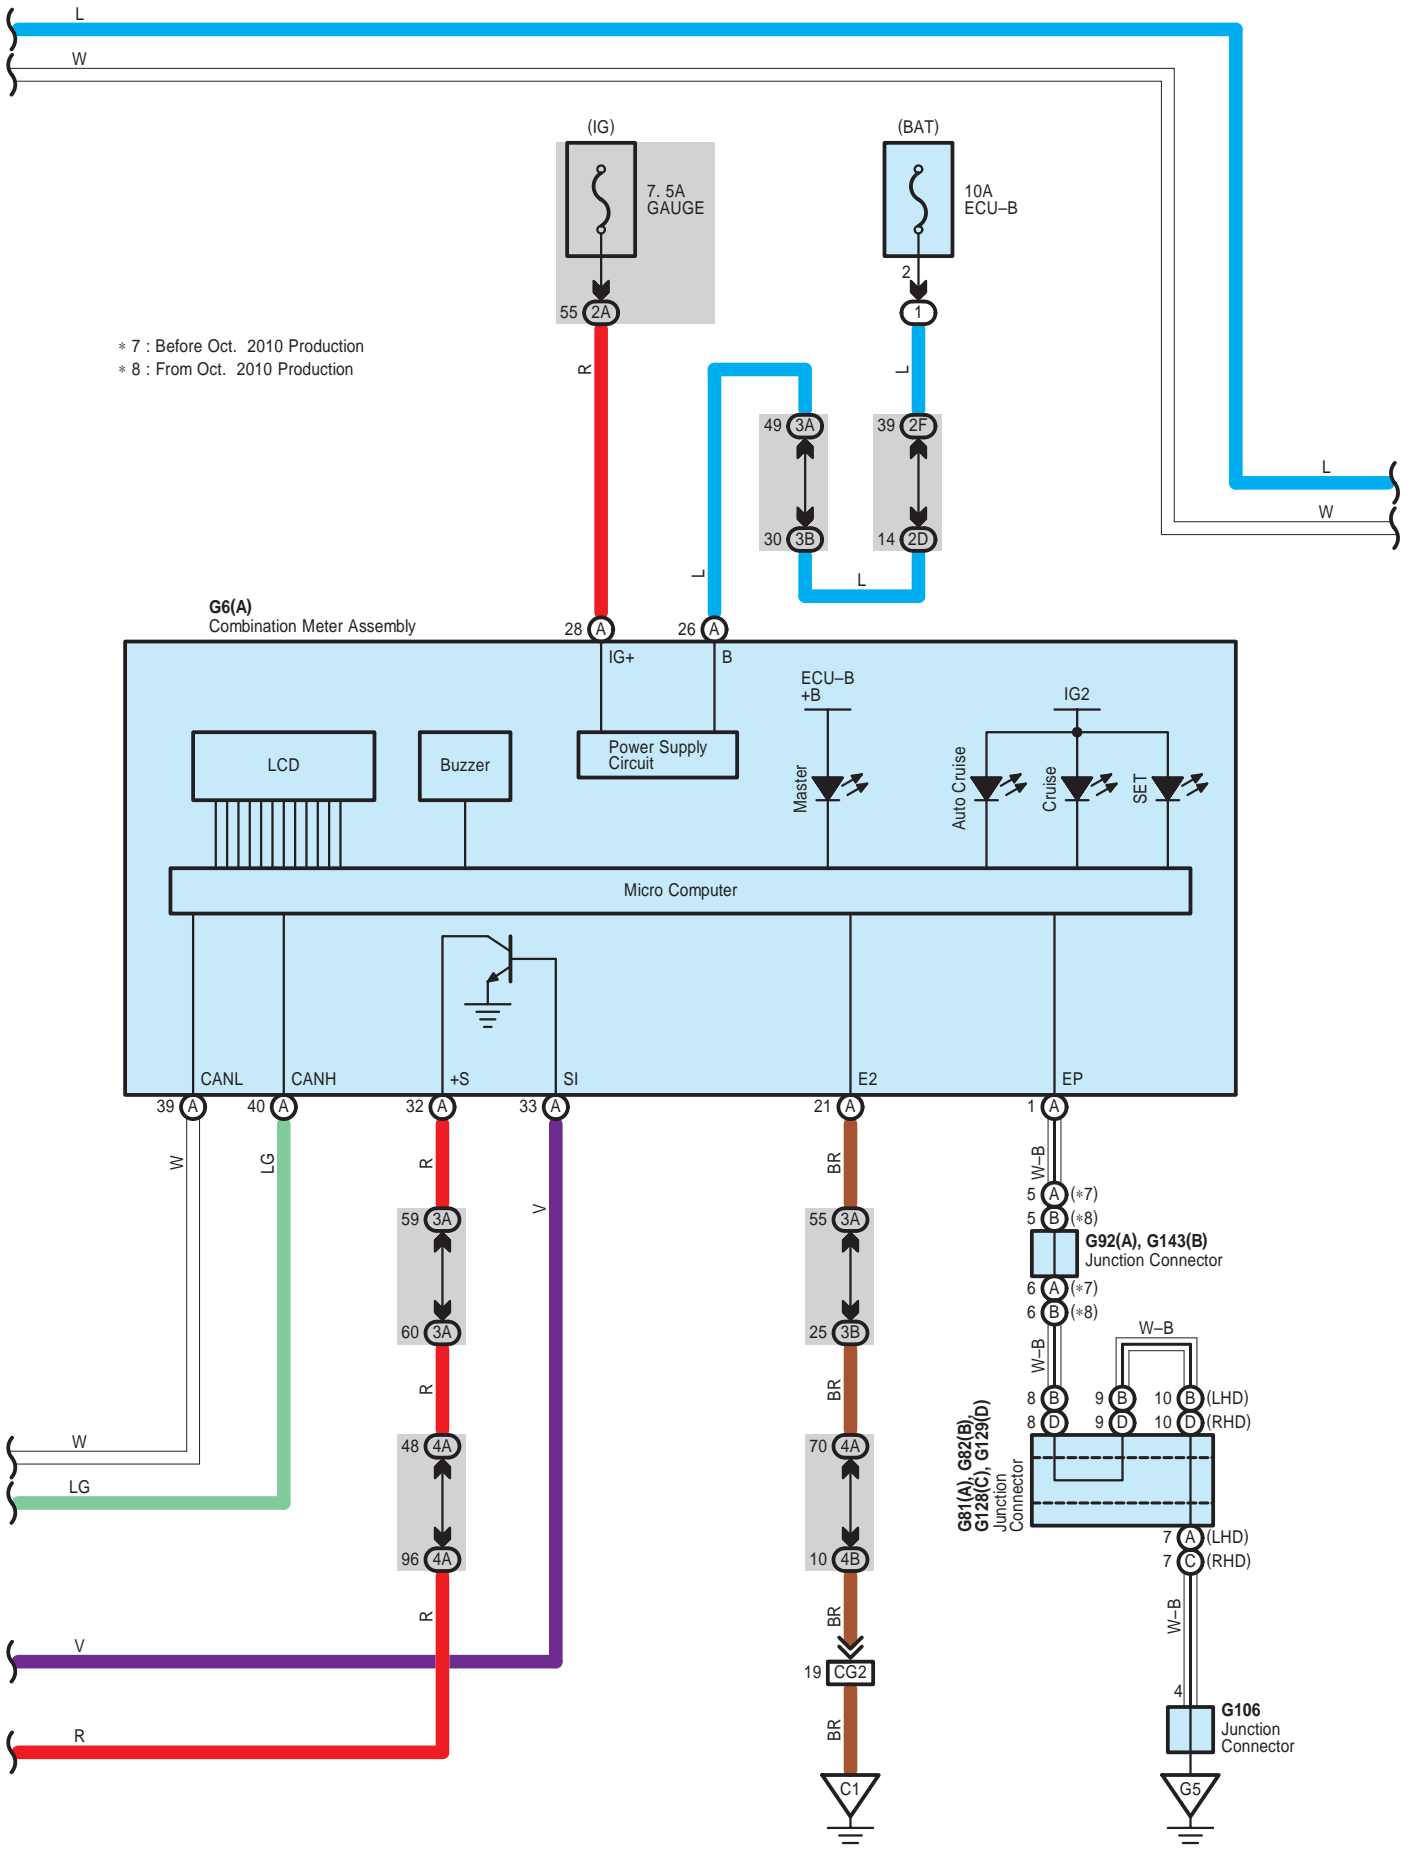 L
W
(IG)
(BAT)
7. 5A
GAUGE
10A
ECU–B
2
55 2A
1
* 7 : Before Oct. 2010 Production
* 8 : From Oct. 2010 Production
R
L
49 3A
39 2F
L
W
30 3B
14 2D
L
L
G6(A)
Combination Meter Assembly
28 A
26 A
IG+
B
ECU–B
+B
IG2
LCD
Buzzer
Power Supply
Circuit
Master
Auto Cruise
Cruise
SET
Micro Computer
CANL
CANH
+S
SI
E2
EP
39 A
40 A
32 A
33 A
21 A
1 A
W
LG
R
V
BR
W–B
5 A (*7)
5 B (*8)
59 3A
55 3A
G92(A), G143(B)
Junction Connector
6 A (*7)
6 B (*8)
60 3A
25 3B
W–B
W–B
R
BR
8 B
9 B
10 B (LHD)
8 D
9 D
10 D (RHD)
W
48 4A
70 4A
G81(A), G82(B),
G128(C), G129(D)
Junction
Connector
LG
7 A (LHD)
96 4A
10 4B
7 C (RHD)
R
BR
W–B
V
19 CG2
4
G106
Junction
Connector
R
BR
C1
G5